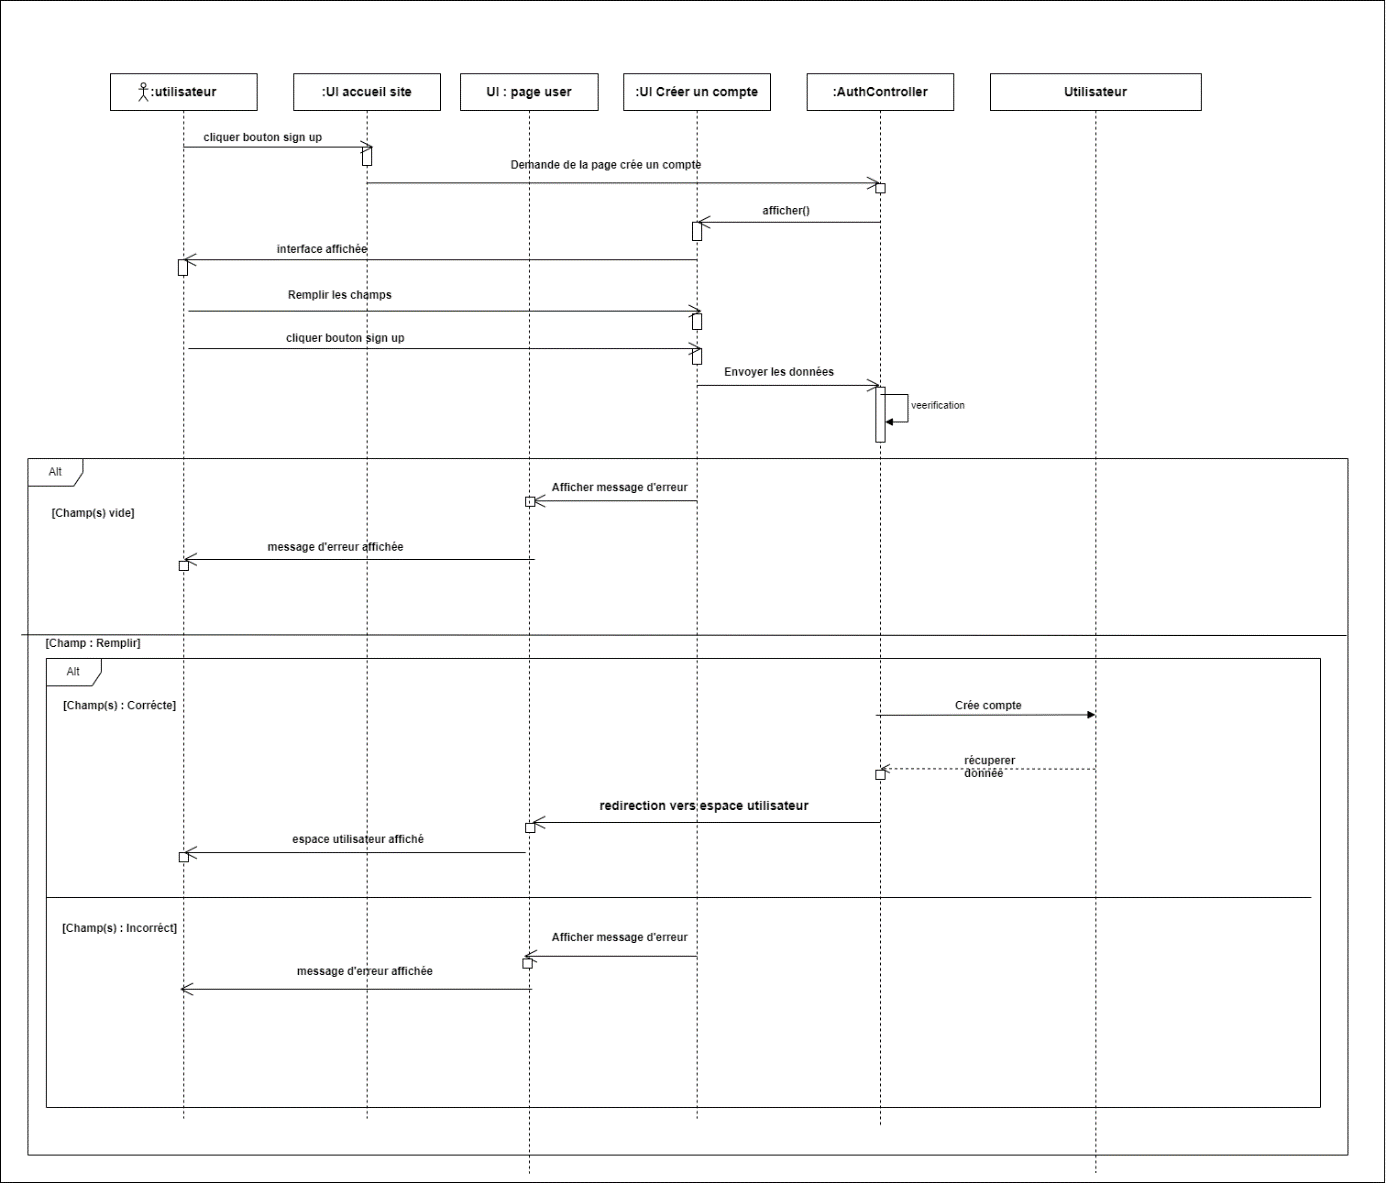 :utilisateur
:UI accueil site
UI : page user
:UI Créer un compte
:AuthController
Utilisateur
cliquer bouton sign up
Demande de la page crée un compte
afficher()
interface affichée
Remplir les champs
cliquer bouton sign up
Envoyer les données
veerification
Alt
Afficher message d'erreur
[Champ(s) vide]
message d'erreur affichée
[Champ : Remplir]
Alt
[Champ(s) : Corrécte]
Crée compte
récuperer
donnée
redirection vers espace utilisateur
espace utilisateur affiché
[Champ(s) : Incorréct]
Afficher message d'erreur
message d'erreur affichée